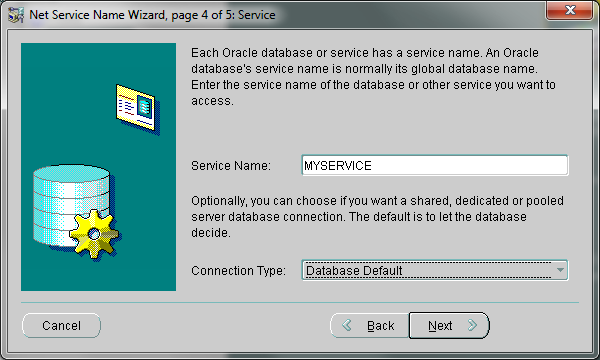 Net Service Name Wizard, page 4 of 5: Service
Each Oracle database or service has a service name. An Oracle
database's service name is normally its global database name.
Enter the service name of the database or other service you want to
access.
Service Name: MYSERVICE
Optionally, you can choose if you want a shared, dedicated or pooled
server database connection. The default is to let the database
decide.
Connection Type: Database Default
Cancel Back Next